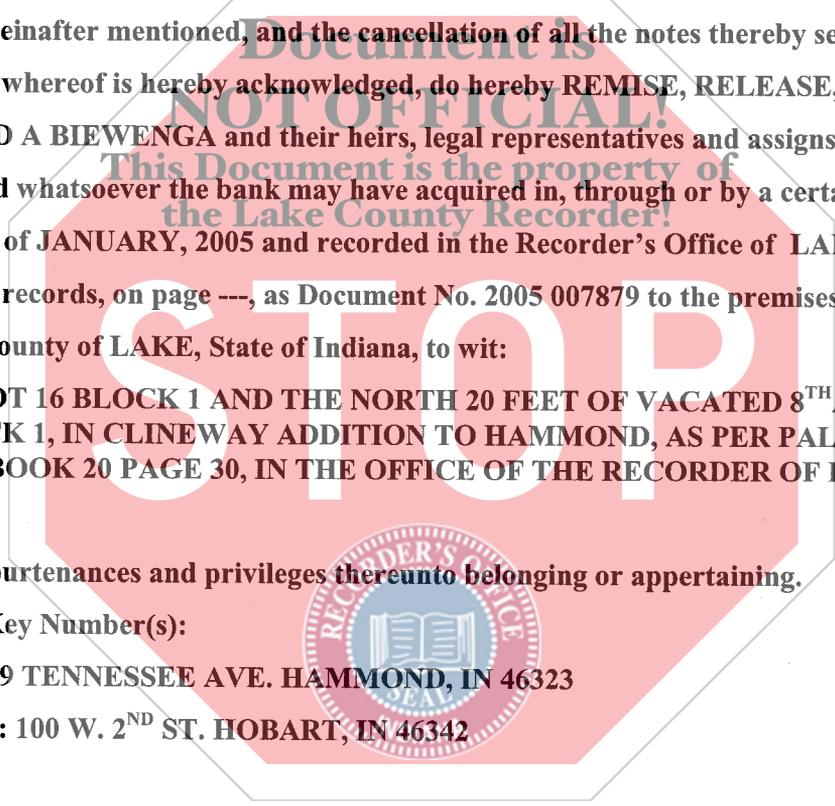 einafter mentioned, and the cancellation of all the notes thereby se
Document is
whereof is hereby acknowledged, do hereby REMISE, RELEASE,
NOT OFFICIAL!
D A BIEWENGA and their heirs, legal representatives and assigns
This Document is the property of
d whatsoever the bank may have acquired in, through or by a certa
the Lake County Recorder!
of JANUARY, 2005 and recorded in the Recorder's Office of LA
records, on page ---, as Document No. 2005 007879 to the premises
ounty of LAKE, State of Indiana, to wit:
STOP
OT 16 BLOCK 1 AND THE NORTH 20 FEET OF VACATED 8TH
K 1, IN CLINEWAY ADDITION TO HAMMOND, AS PER PAL
BOOK 20 PAGE 30, IN THE OFFICE OF THE RECORDER OF
urtenances and privileges thereunto belonging or appertaining.
RECORDER'S OFFICE
Key Number(s):
9 TENNESSEE AVE. HAMMOND, IN 46323
SEAL
: 100 W. 2ND ST. HOBART, IN 46342